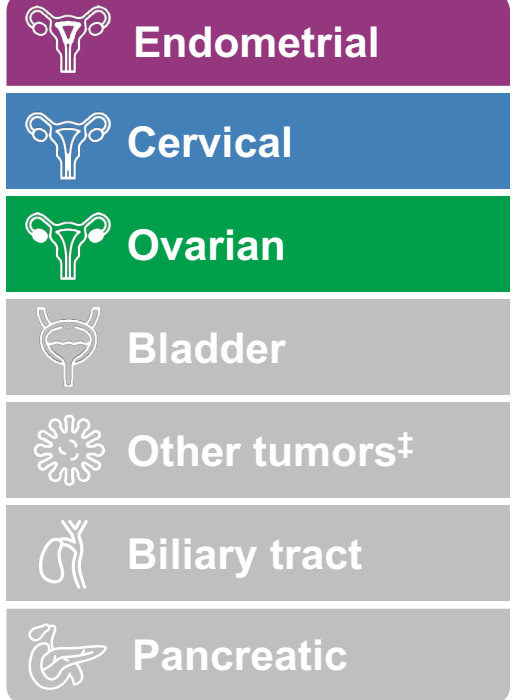 Endometrial
Cervical
Ovarian
Bladder
Other tumors‡
Biliary tract
Pancreatic